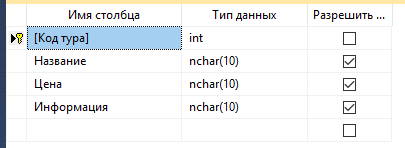 Имя столбца Тип данных Разрешить ...
[Код тура] int
Название nchar(10)
Цена nchar(10)
Информация nchar(10)